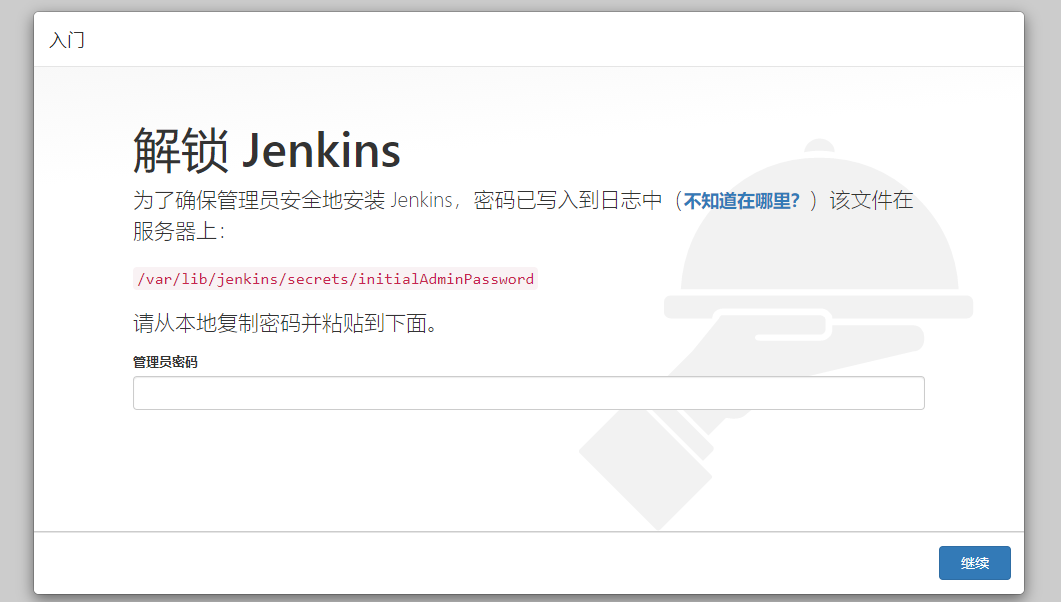 入门
解锁 Jenkins
为了确保管理员安全地安装 Jenkins，密码已写入到日志中（不知道在哪里？）该文件在
服务器上：
/var/lib/jenkins/secrets/initialAdminPassword
请从本地复制密码并粘贴到下面。
管理员密码
继续